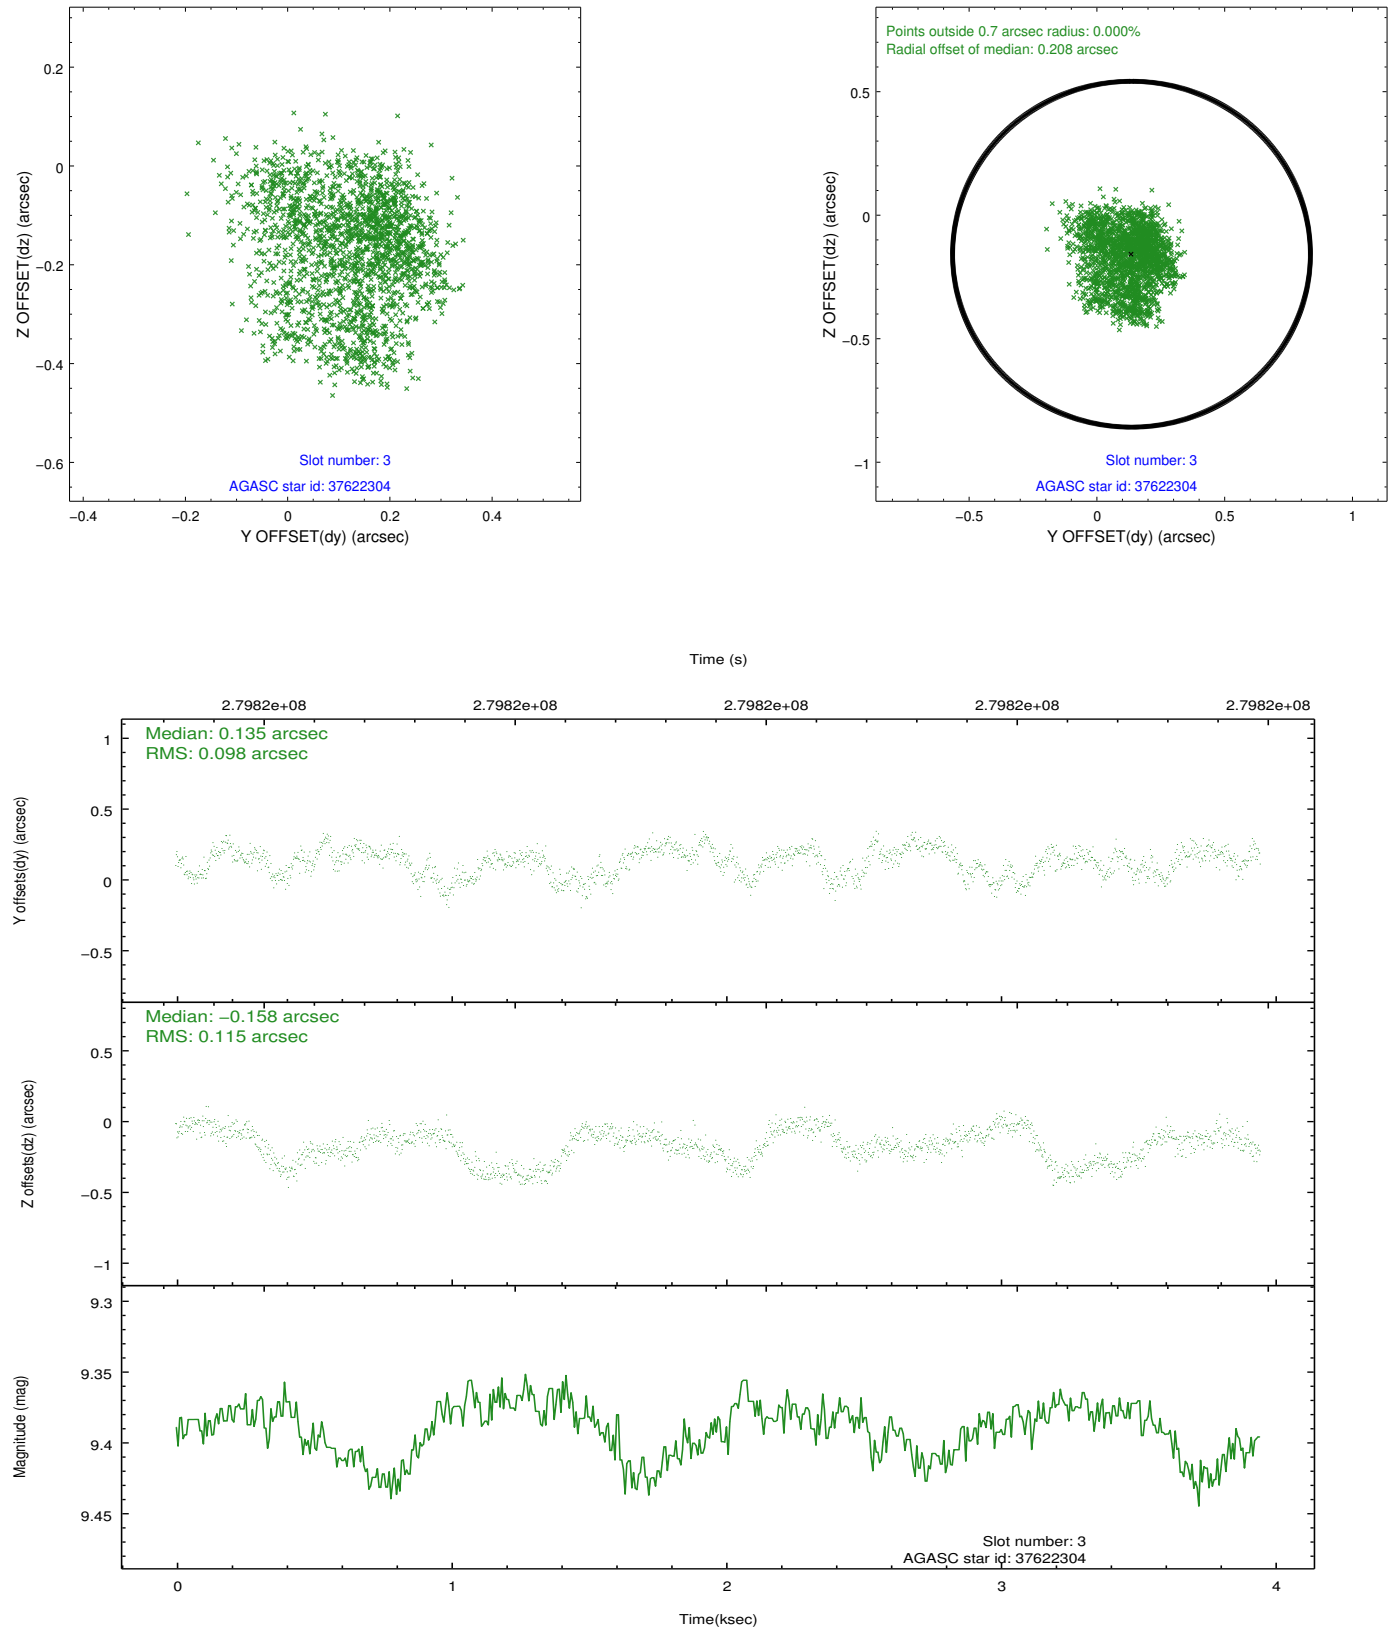 0.2
0
−0.2
−0.4
−0.6
Z OFFSET(dz) (arcsec)
Slot number: 3
AGASC star id: 37622304
−0.4
−0.2
0
0.2
0.4
Y OFFSET(dy) (arcsec)
Points outside 0.7 arcsec radius: 0.000%
Radial offset of median: 0.208 arcsec
0.5
0
−0.5
−1
Z OFFSET(dz) (arcsec)
Slot number: 3
AGASC star id: 37622304
−0.5
0
0.5
1
Y OFFSET(dy) (arcsec)
Time (s)
2.7982e+08
2.7982e+08
2.7982e+08
2.7982e+08
2.7982e+08
Median: 0.135 arcsec
RMS: 0.098 arcsec
1
0.5
0
−0.5
Y offsets(dy) (arcsec)
Median: −0.158 arcsec
RMS: 0.115 arcsec
0.5
0
−0.5
−1
Z offsets(dz) (arcsec)
9.3
9.35
9.4
9.45
Magnitude (mag)
Slot number: 3
AGASC star id: 37622304
0
1
2
3
4
Time(ksec)